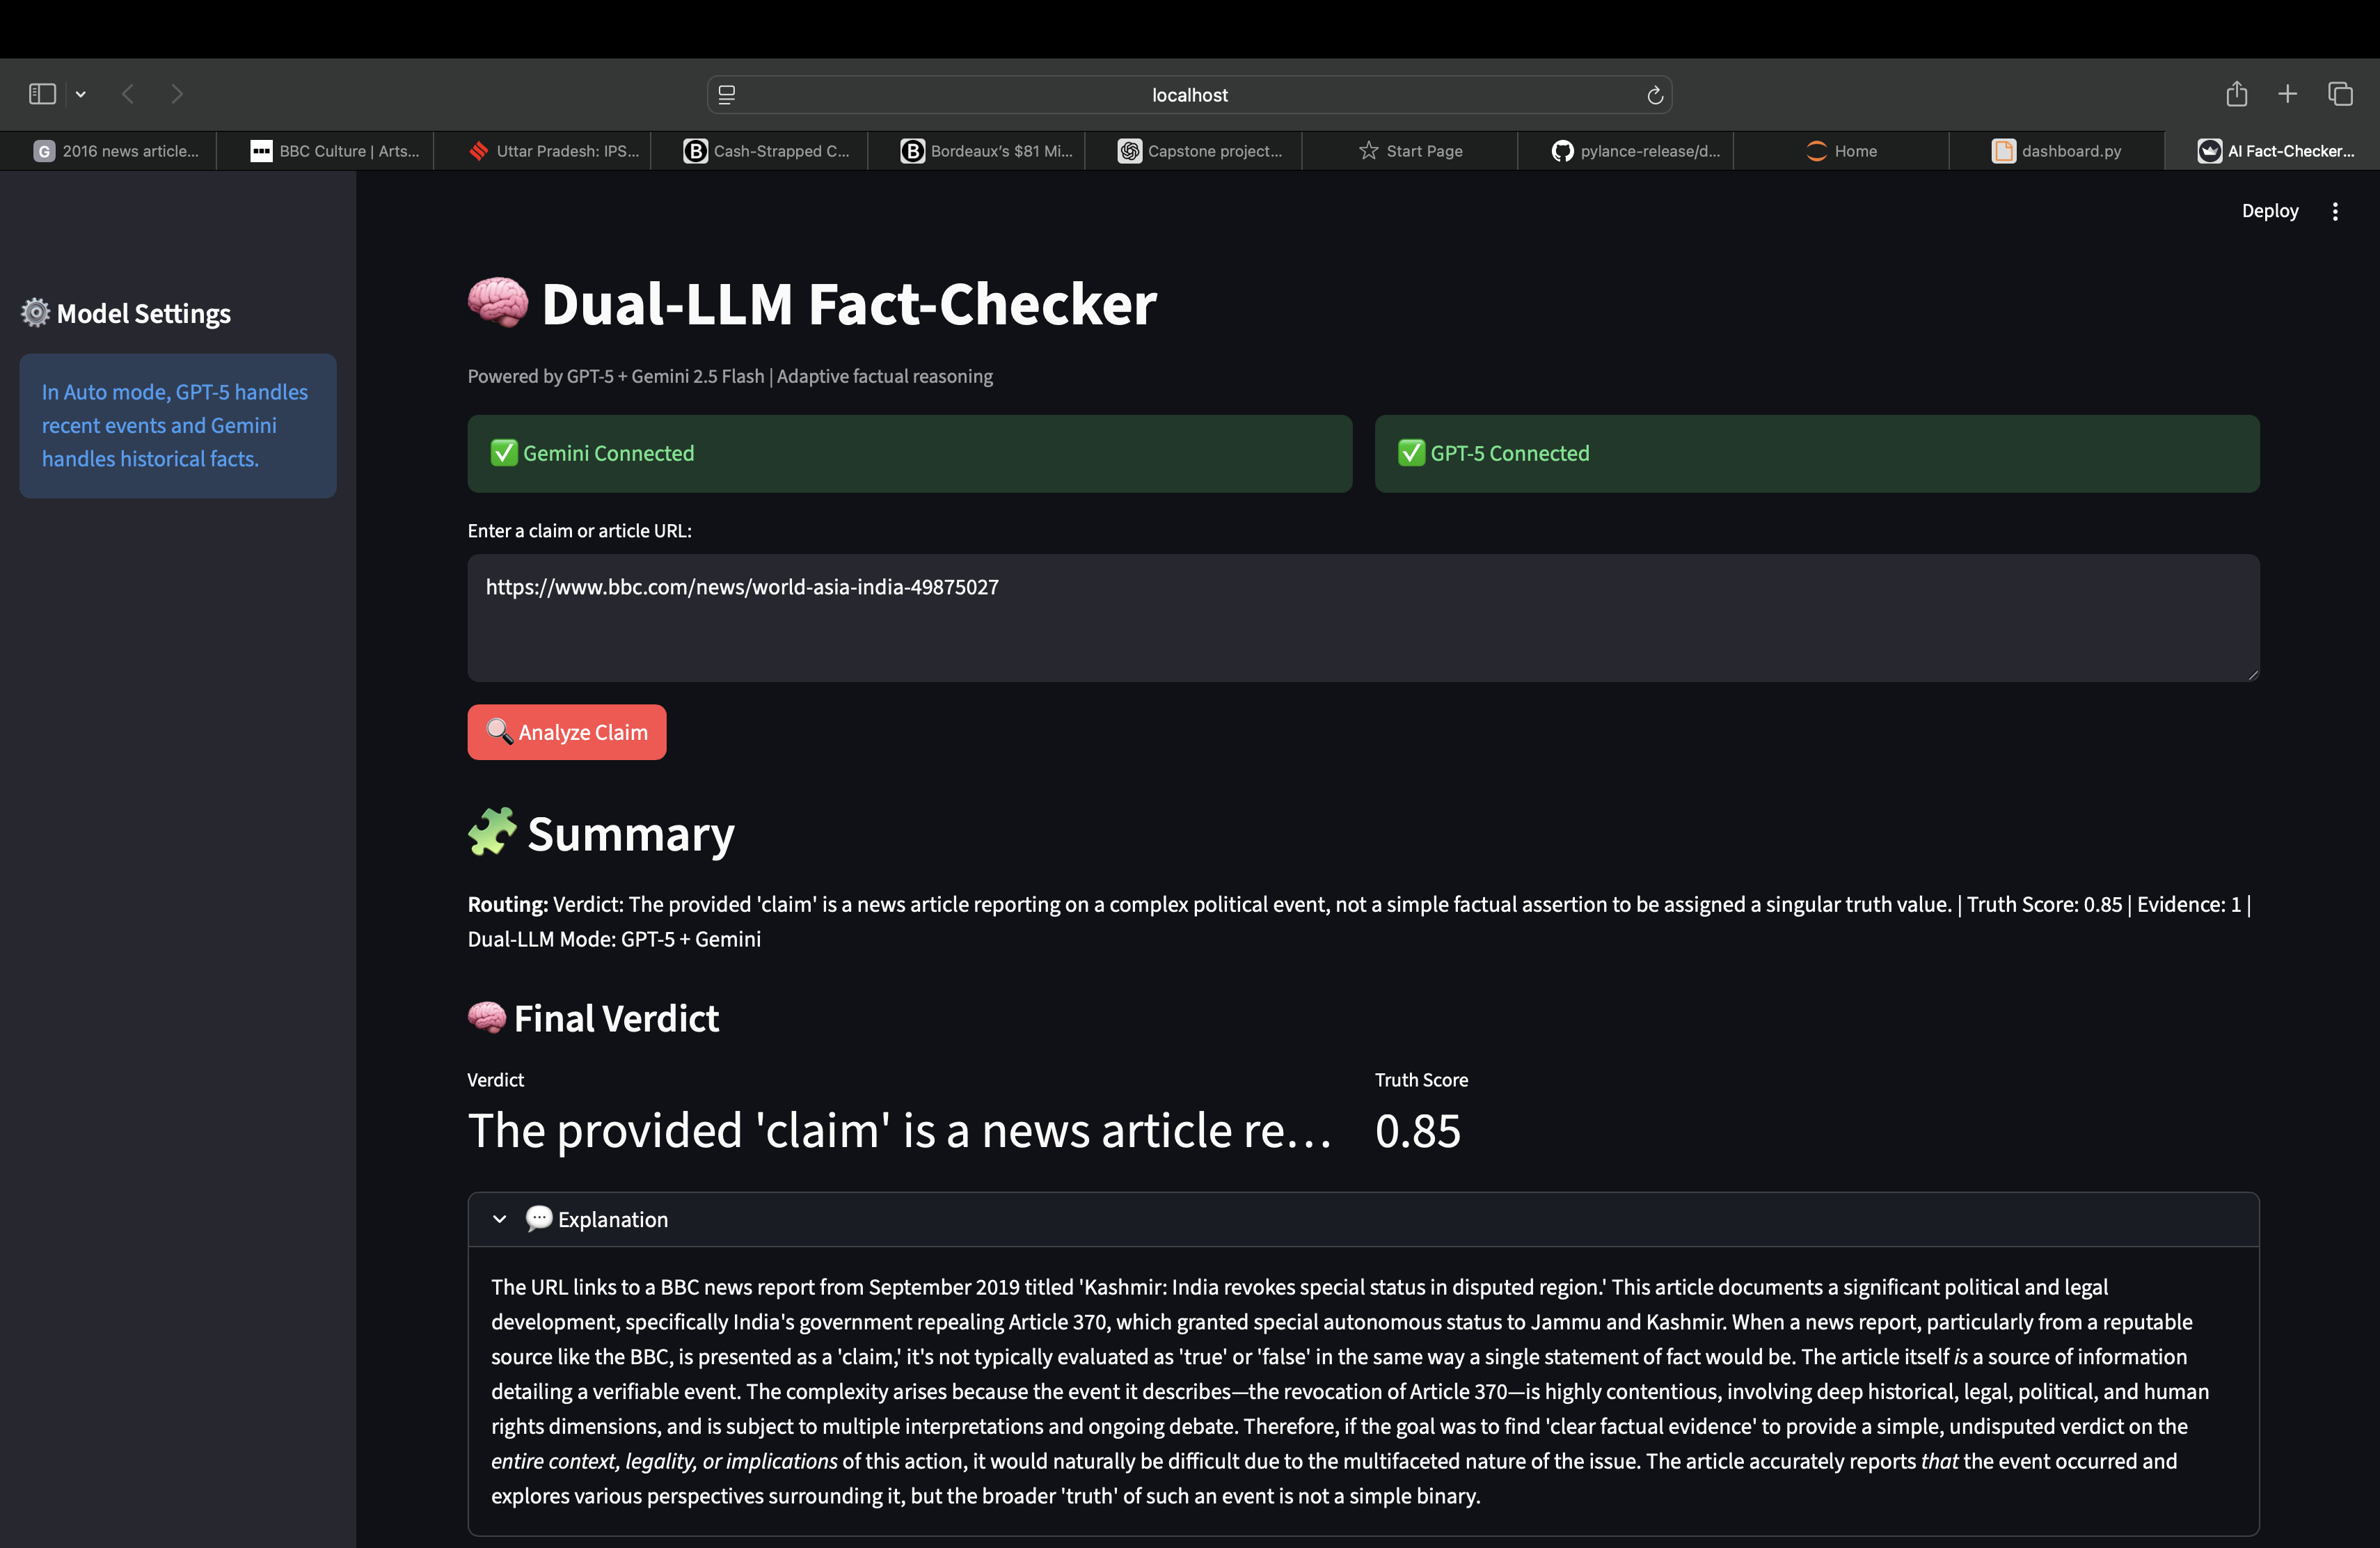 localhost
G 2016 news article...
BBC Culture | Arts...
Uttar Pradesh: IPS...
B Cash-Strapped C...
B Bordeaux's $81 Mi...
Capstone project...
Start Page
pylance-release/d...
Home
dashboard.py
AI Fact-Checker...
Deploy
⚙️ Model Settings
In Auto mode, GPT-5 handles
recent events and Gemini
handles historical facts.
🧠 Dual-LLM Fact-Checker
Powered by GPT-5 + Gemini 2.5 Flash | Adaptive factual reasoning
✅ Gemini Connected
✅ GPT-5 Connected
Enter a claim or article URL:
https://www.bbc.com/news/world-asia-india-49875027
🔍 Analyze Claim
🧩 Summary
Routing: Verdict: The provided 'claim' is a news article reporting on a complex political event, not a simple factual assertion to be assigned a singular truth value. | Truth Score: 0.85 | Evidence: 1 |
Dual-LLM Mode: GPT-5 + Gemini
🧠 Final Verdict
Verdict
The provided 'claim' is a news article re...
Truth Score
0.85
💬 Explanation
The URL links to a BBC news report from September 2019 titled 'Kashmir: India revokes special status in disputed region.' This article documents a significant political and legal
development, specifically India's government repealing Article 370, which granted special autonomous status to Jammu and Kashmir. When a news report, particularly from a reputable
source like the BBC, is presented as a 'claim,' it's not typically evaluated as 'true' or 'false' in the same way a single statement of fact would be. The article itself is a source of information
detailing a verifiable event. The complexity arises because the event it describes—the revocation of Article 370—is highly contentious, involving deep historical, legal, political, and human
rights dimensions, and is subject to multiple interpretations and ongoing debate. Therefore, if the goal was to find 'clear factual evidence' to provide a simple, undisputed verdict on the
entire context, legality, or implications of this action, it would naturally be difficult due to the multifaceted nature of the issue. The article accurately reports that the event occurred and
explores various perspectives surrounding it, but the broader 'truth' of such an event is not a simple binary.